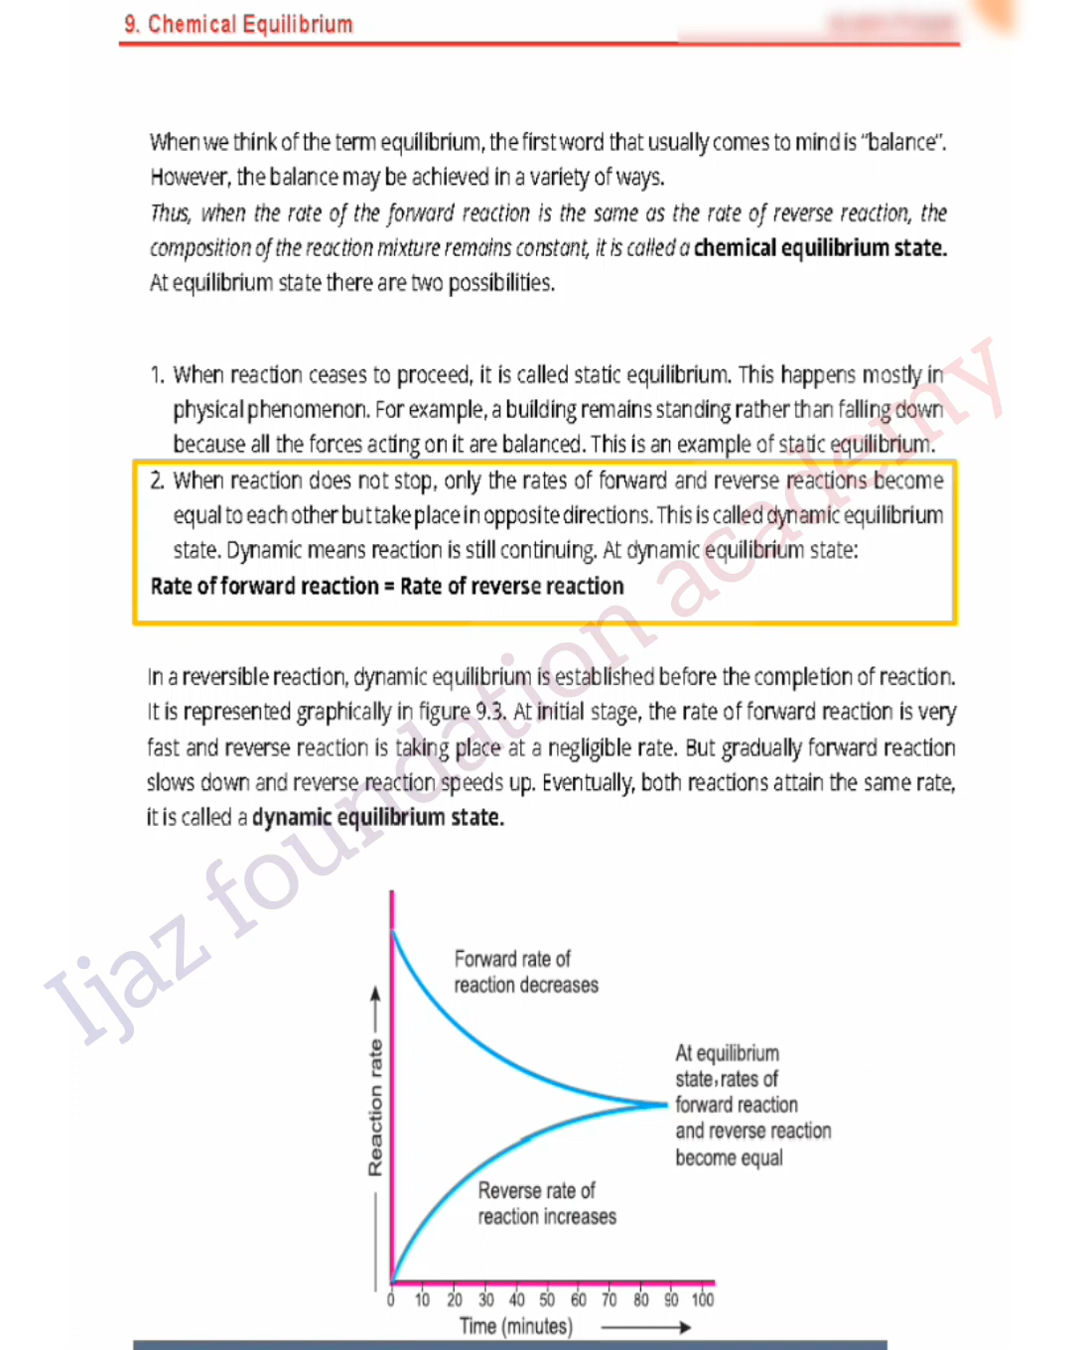 9. Chemical Equilibrium
When we think of the term equilibrium, the first word that usually comes to mind is "balance".
However, the balance may be achieved in a variety of ways.
Thus, when the rate of the forward reaction is the same as the rate of reverse reaction, the
composition of the reaction mixture remains constant, it is called a chemical equilibrium state.
At equilibrium state there are two possibilities.
1. When reaction ceases to proceed, it is called static equilibrium. This happens mostly in
physical phenomenon. For example, a building remains standing rather than falling down
because all the forces acting on it are balanced. This is an example of static equilibrium.
2. When reaction does not stop, only the rates of forward and reverse reactions become
equal to each other but take place in opposite directions. This is called dynamic equilibrium
state. Dynamic means reaction is still continuing. At dynamic equilibrium state:
Rate of forward reaction = Rate of reverse reaction
In a reversible reaction, dynamic equilibrium is established before the completion of reaction.
It is represented graphically in figure 9.3. At initial stage, the rate of forward reaction is very
fast and reverse reaction is taking place at a negligible rate. But gradually forward reaction
slows down and reverse reaction speeds up. Eventually, both reactions attain the same rate,
it is called a dynamic equilibrium state.
Ijaz foundation academy
Forward rate of
reaction decreases
At equilibrium
state, rates of
forward reaction
and reverse reaction
become equal
Reaction rate
Reverse rate of
reaction increases
0 10 20 30 40 50 60 70 80 90 100
Time (minutes)